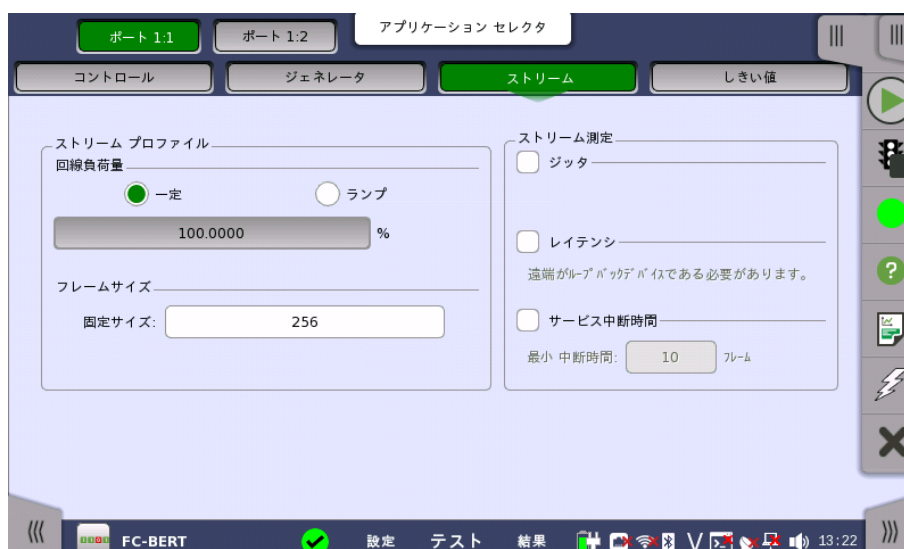 アプリケーション セレクタ
ポート 1:1
ポート 1:2
コントロール
ジェネレータ
ストリーム
しきい値
ストリーム プロファイル
回線負荷量
一定
ランプ
100.0000
%
フレームサイズ
固定サイズ:
256
ストリーム測定
ジッタ
レイテンシ
遠端がﾙｰﾌﾟﾊﾞｯｸﾃﾞﾊﾞｲｽである必要があります。
サービス中断時間
最小 中断時間:
10
ﾌﾚｰﾑ
?
FC-BERT
設定
テスト
結果
V
13:22